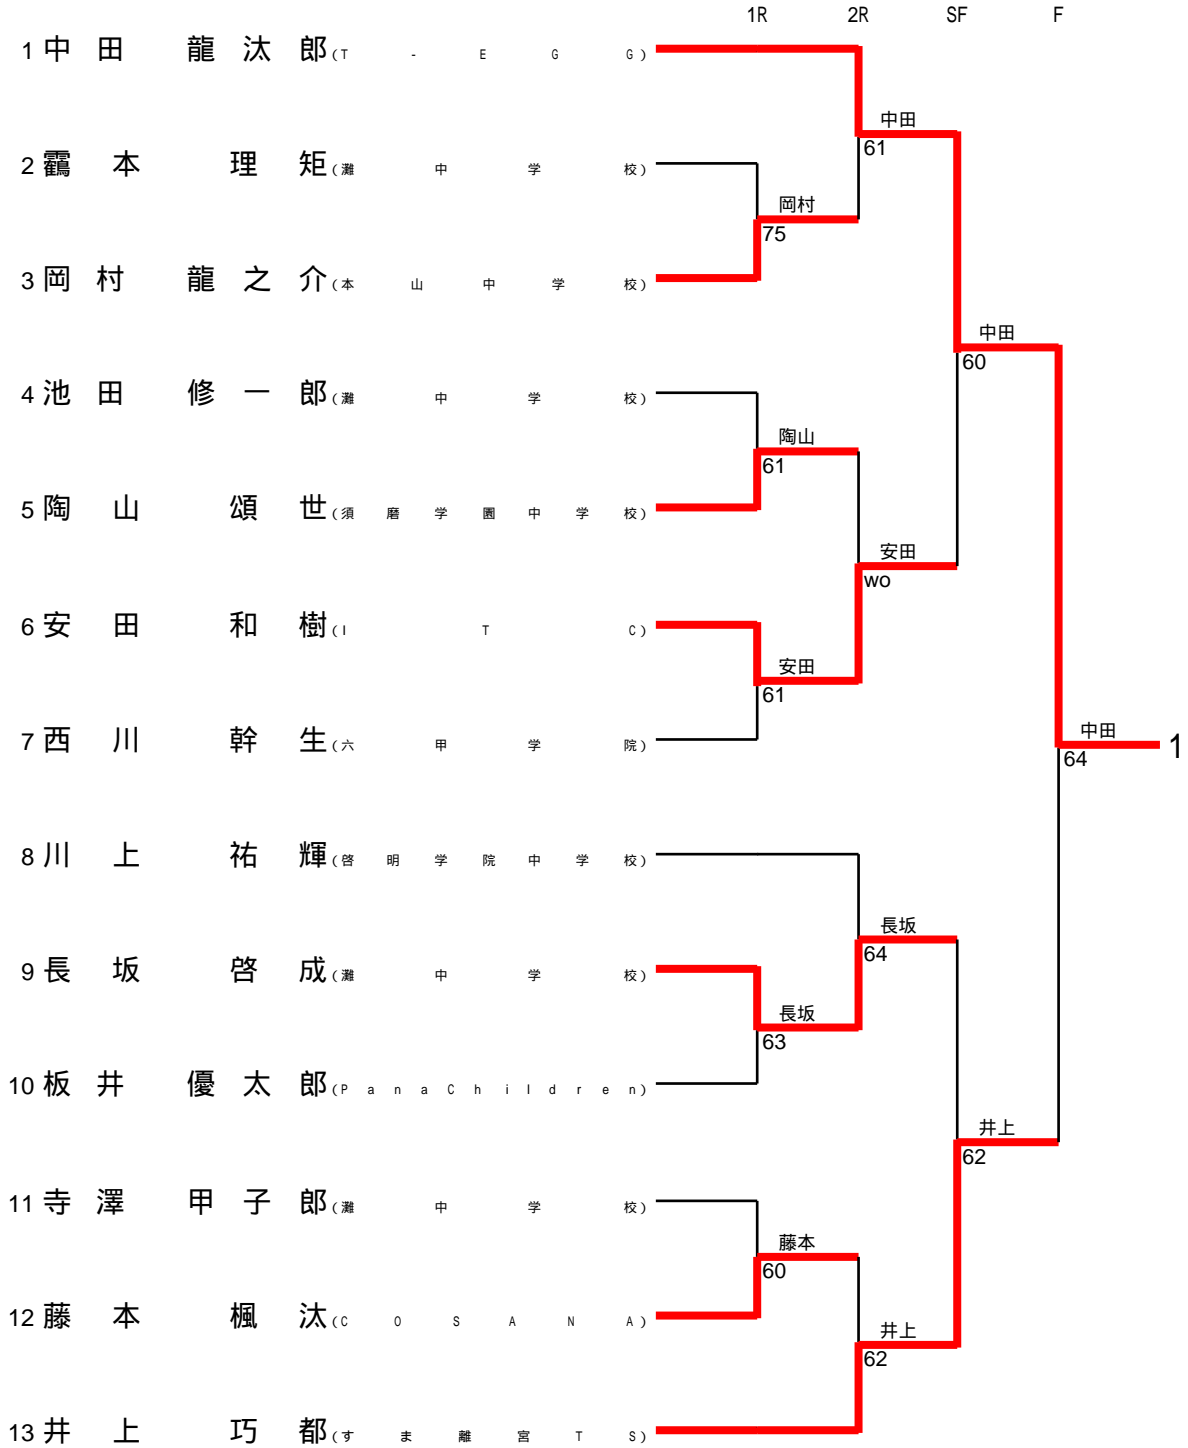 1R 2R SF F
1 中田 龍汰郎 (T-EGG)
中田
61
2 靍本 理矩 (灘中学校)
岡村
75
3 岡村 龍之介 (本山中学校)
中田
60
4 池田 修一郎 (灘中学校)
陶山
61
5 陶山 頌世 (須磨学園中学校)
安田
wo
6 安田 和樹 (ITC)
安田
61
7 西川 幹生 (六甲学院)
中田
64
1
8 川上 祐輝 (啓明学院中学校)
長坂
64
9 長坂 啓成 (灘中学校)
長坂
63
10 板井 優太郎 (PanaChildren)
井上
62
11 寺澤 甲子郎 (灘中学校)
藤本
60
12 藤本 楓汰 (COSANA)
井上
62
13 井上 巧都 (すま離宮TS)